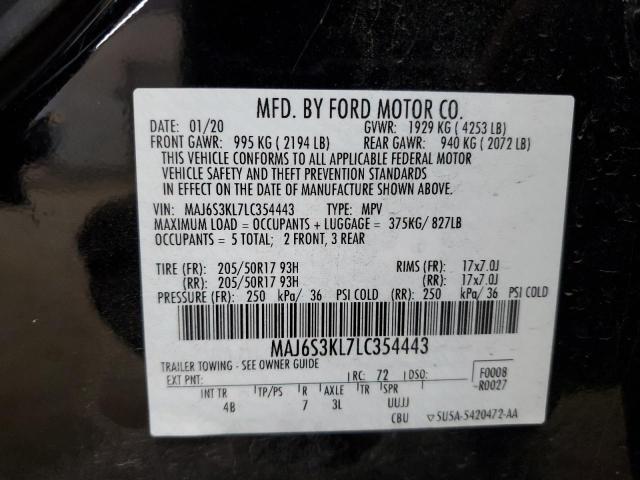 MFD. BY FORD MOTOR CO.
DATE: 01/20 GVWR: 1929 KG ( 4253 LB)
FRONT GAWR: 995 KG ( 2194 LB) REAR GAWR: 940 KG ( 2072 LB)
THIS VEHICLE CONFORMS TO ALL APPLICABLE FEDERAL MOTOR
VEHICLE SAFETY AND THEFT PREVENTION STANDARDS
IN EFFECT ON THE DATE OF MANUFACTURE SHOWN ABOVE.
VIN: MAJ6S3KL7LC354443 TYPE: MPV
MAXIMUM LOAD = OCCUPANTS + LUGGAGE = 375KG/ 827LB
OCCUPANTS = 5 TOTAL; 2 FRONT, 3 REAR
TIRE (FR): 205/50R17 93H RIMS (FR): 17x7.0J
(RR): 205/50R17 93H (RR): 17x7.0J
PRESSURE (FR): 250 kPa/ 36 PSI COLD (RR): 250 kPa/ 36 PSI COLD
MAJ6S3KL7LC354443
TRAILER TOWING - SEE OWNER GUIDE
EXT PNT: RC: 72 DSO: F0008
-R0027
INT TR TP/PS R AXLE TR SPR
4B 7 3L UUJJ
CBU ▽5U5A-5420472-AA